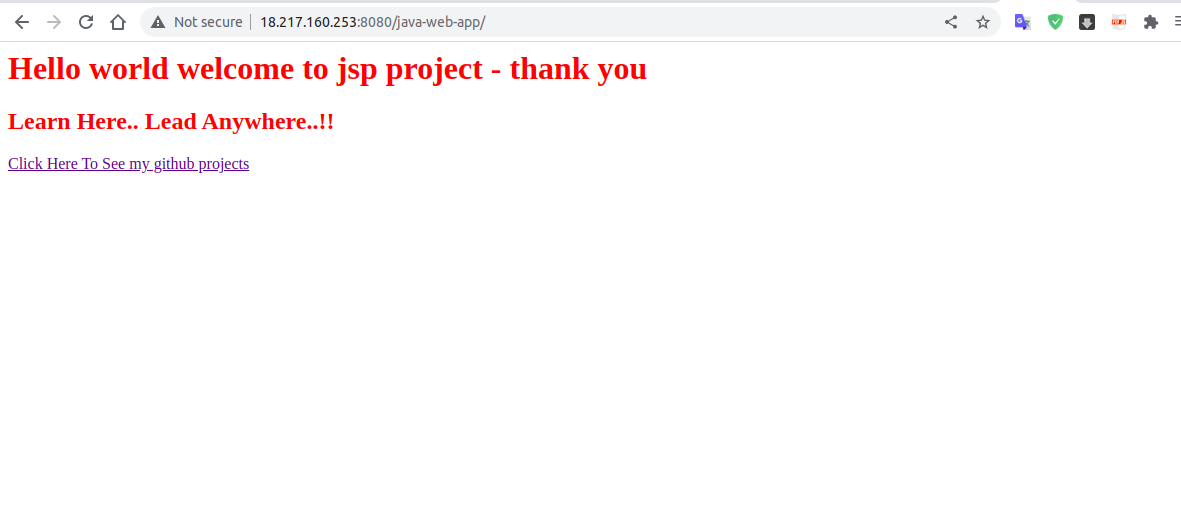 Not secure | 18.217.160.253:8080/java-web-app/
Hello world welcome to jsp project - thank you
Learn Here.. Lead Anywhere..!!
Click Here To See my github projects